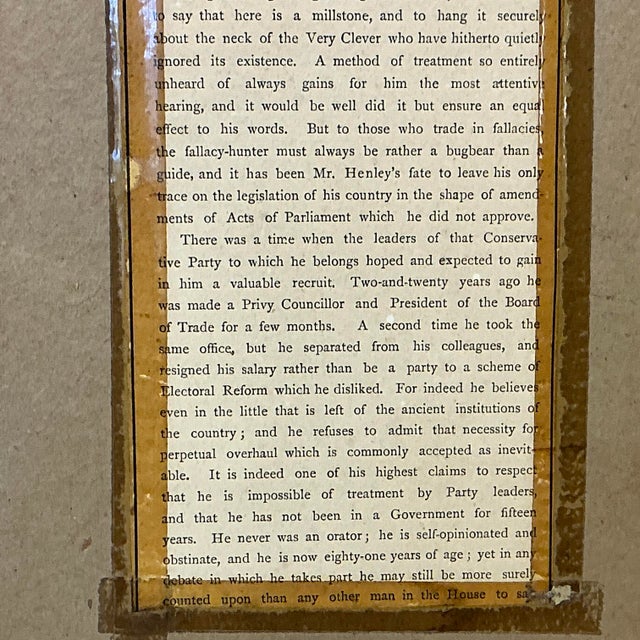 to say that here is a millstone, and to hang it securely
about the neck of the Very Clever who have hitherto quietly
ignored its existence. A method of treatment so entirely
unheard of always gains for him the most attentive
hearing, and it would be well did it but ensure an equal
effect to his words. But to those who trade in fallacies,
the fallacy-hunter must always be rather a bugbear than a
guide, and it has been Mr. Henley's fate to leave his only
trace on the legislation of his country in the shape of amend-
ments of Acts of Parliament which he did not approve.
There was a time when the leaders of that Conserva-
tive Party to which he belongs hoped and expected to gain
in him a valuable recruit. Two-and-twenty years ago he
was made a Privy Councillor and President of the Board
of Trade for a few months. A second time he took the
same office, but he separated from his colleagues, and
resigned his salary rather than be a party to a scheme of
Electoral Reform which he disliked. For indeed he believes
even in the little that is left of the ancient institutions of
the country; and he refuses to admit that necessity for
perpetual overhaul which is commonly accepted as inevit-
able. It is indeed one of his highest claims to respect
that he is impossible of treatment by Party leaders,
and that he has not been in a Government for fifteen
years. He never was an orator; he is self-opinionated and
obstinate, and he is now eighty-one years of age; yet in any
debate in which he takes part he may still be more surely
counted upon than any other man in the House to